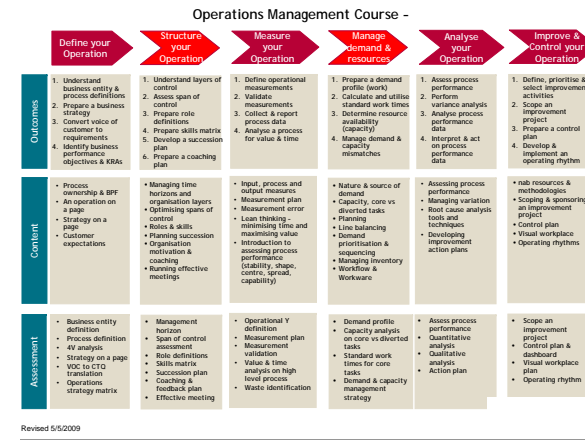 Operations Management Course –
Define your
Operation
Structure
your
Operation
Measure
your
Operation
Manage
demand &
resources
Analyse
your
Operation
Improve &
Control your
Operation
Outcomes
1. Understand
business entity &
process definitions
2. Prepare a business
strategy
3. Convert voice of
customer to
requirements
4. Identify business
performance
objectives & KRAs
1. Understand layers of
control
2. Assess span of
control
3. Prepare role
definitions
4. Prepare skills matrix
5. Develop a succession
plan
6. Prepare a coaching
plan
1. Define operational
measurements
2. Validate
measurements
3. Collect & report
process data
4. Analyse a process
for value & time
1. Prepare a demand
profile (work)
2. Calculate and utilise
standard work times
3. Determine resource
availability
(capacity)
4. Manage demand &
capacity
mismatches
1. Assess process
performance
2. Perform
variance analysis
3. Analyse process
performance
data
4. Interpret & act
on process
performance
data
1. Define, prioritise &
select improvemen
activities
2. Scope an
improvement
project
3. Prepare a control
plan
4. Develop &
implement an
operating rhythm
Content
• Process
ownership & BPF
• An operation on
a page
• Strategy on a
page
• Customer
expectations
• Managing time
horizons and
organisation layers
• Optimising spans of
control
• Roles & skills
• Planning succession
• Organisation
motivation &
coaching
• Running effective
meetings
• Input, process and
output measures
• Measurement plan
• Measurement error
• Lean thinking –
minimising time and
maximising value
• Introduction to
assessing process
performance
(stability, shape,
centre, spread,
capability)
• Nature & source of
demand
• Capacity, core vs
diverted tasks
• Planning
• Line balancing
• Demand
prioritisation &
sequencing
• Managing inventory
• Workflow &
Workware
• Assessing process
performance
• Managing variation
• Root cause analysis
tools and
techniques
• Developing
improvement
action plans
• nab resources &
methodologies
• Scoping & sponsoring
an improvement
project
• Control plan
• Visual workplace
• Operating rhythms
Assessment
• Business entity
definition
• Process definition
• 4V analysis
• Strategy on a page
• VOC to CTQ
translation
• Operations
strategy matrix
• Management
horizon
• Span of control
assessment
• Role definitions
• Skills matrix
• Succession plan
• Coaching &
feedback plan
• Effective meeting
• Operational Y
definition
• Measurement plan
• Measurement
validation
• Value & time
analysis on high
level process
• Waste identification
• Demand profile
• Capacity analysis
on core vs diverted
tasks
• Standard work
times for core
tasks
• Demand & capacity
management
strategy
• Assess process
performance
• Quantitative
analysis
• Qualitative
analysis
• Action plan
• Scope an
improvement
project
• Control plan &
dashboard
• Visual workplace
plan
• Operating rhythm
Revised 5/5/2009